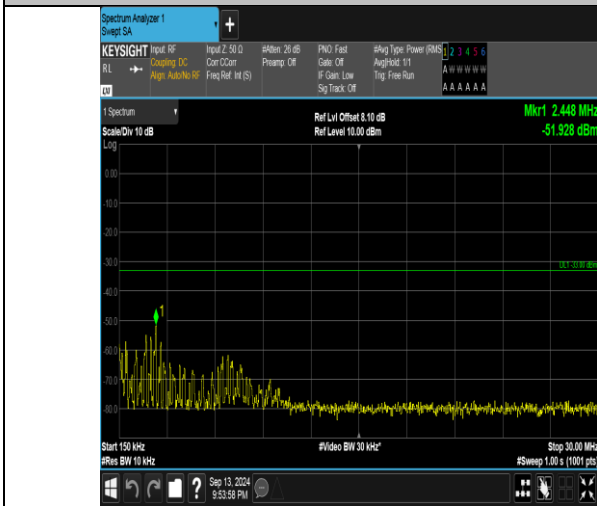 Spectrum Analyzer 1
Swept SA
+
KEYSIGHT
RL
Input: RF
Coupling: DC
Align: Auto/No RF
Input Z: 50 Ω
Corr CCorr
Freq Ref: Int (S)
#Atten: 26 dB
Preamp: Off
PNO: Fast
Gate: Off
IF Gain: Low
Sig Track: Off
#Avg Type: Power (RMS
Avg|Hold: 1/1
Trig: Free Run
1 2 3 4 5 6
A W W W W W
A A A A A A
1 Spectrum
Scale/Div 10 dB
Log
Ref Lvl Offset 8.10 dB
Ref Level 10.00 dBm
Mkr1 2.448 MHz
-51.928 dBm
0.00
-10.0
-20.0
-30.0
DL1 -33.00 dBm
-40.0
1
-50.0
-60.0
-70.0
-80.0
Start 150 kHz
#Res BW 10 kHz
#Video BW 30 kHz*
Stop 30.00 MHz
#Sweep 1.00 s (1001 pts)
?
Sep 13, 2024
9:53:58 PM